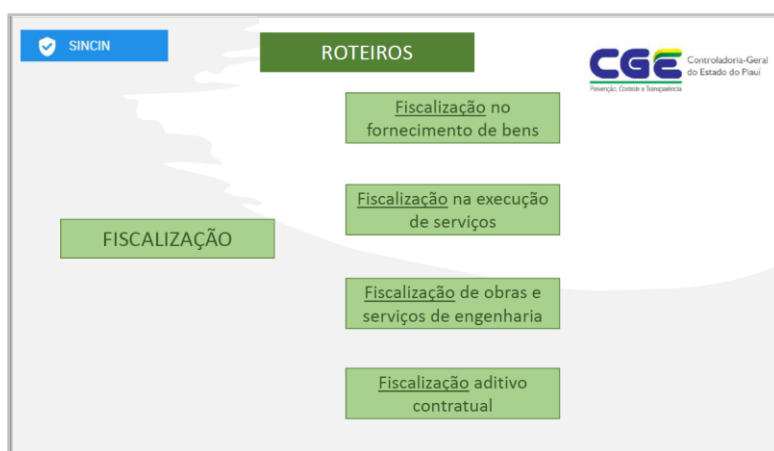 SINCIN
ROTEIROS
CGE
Controladoria-Geral
do Estado do Piauí
Prevenção, Controle e Transparência
Fiscalização no
fornecimento de bens
Fiscalização na execução
de serviços
FISCALIZAÇÃO
Fiscalização de obras e
serviços de engenharia
Fiscalização aditivo
contratual